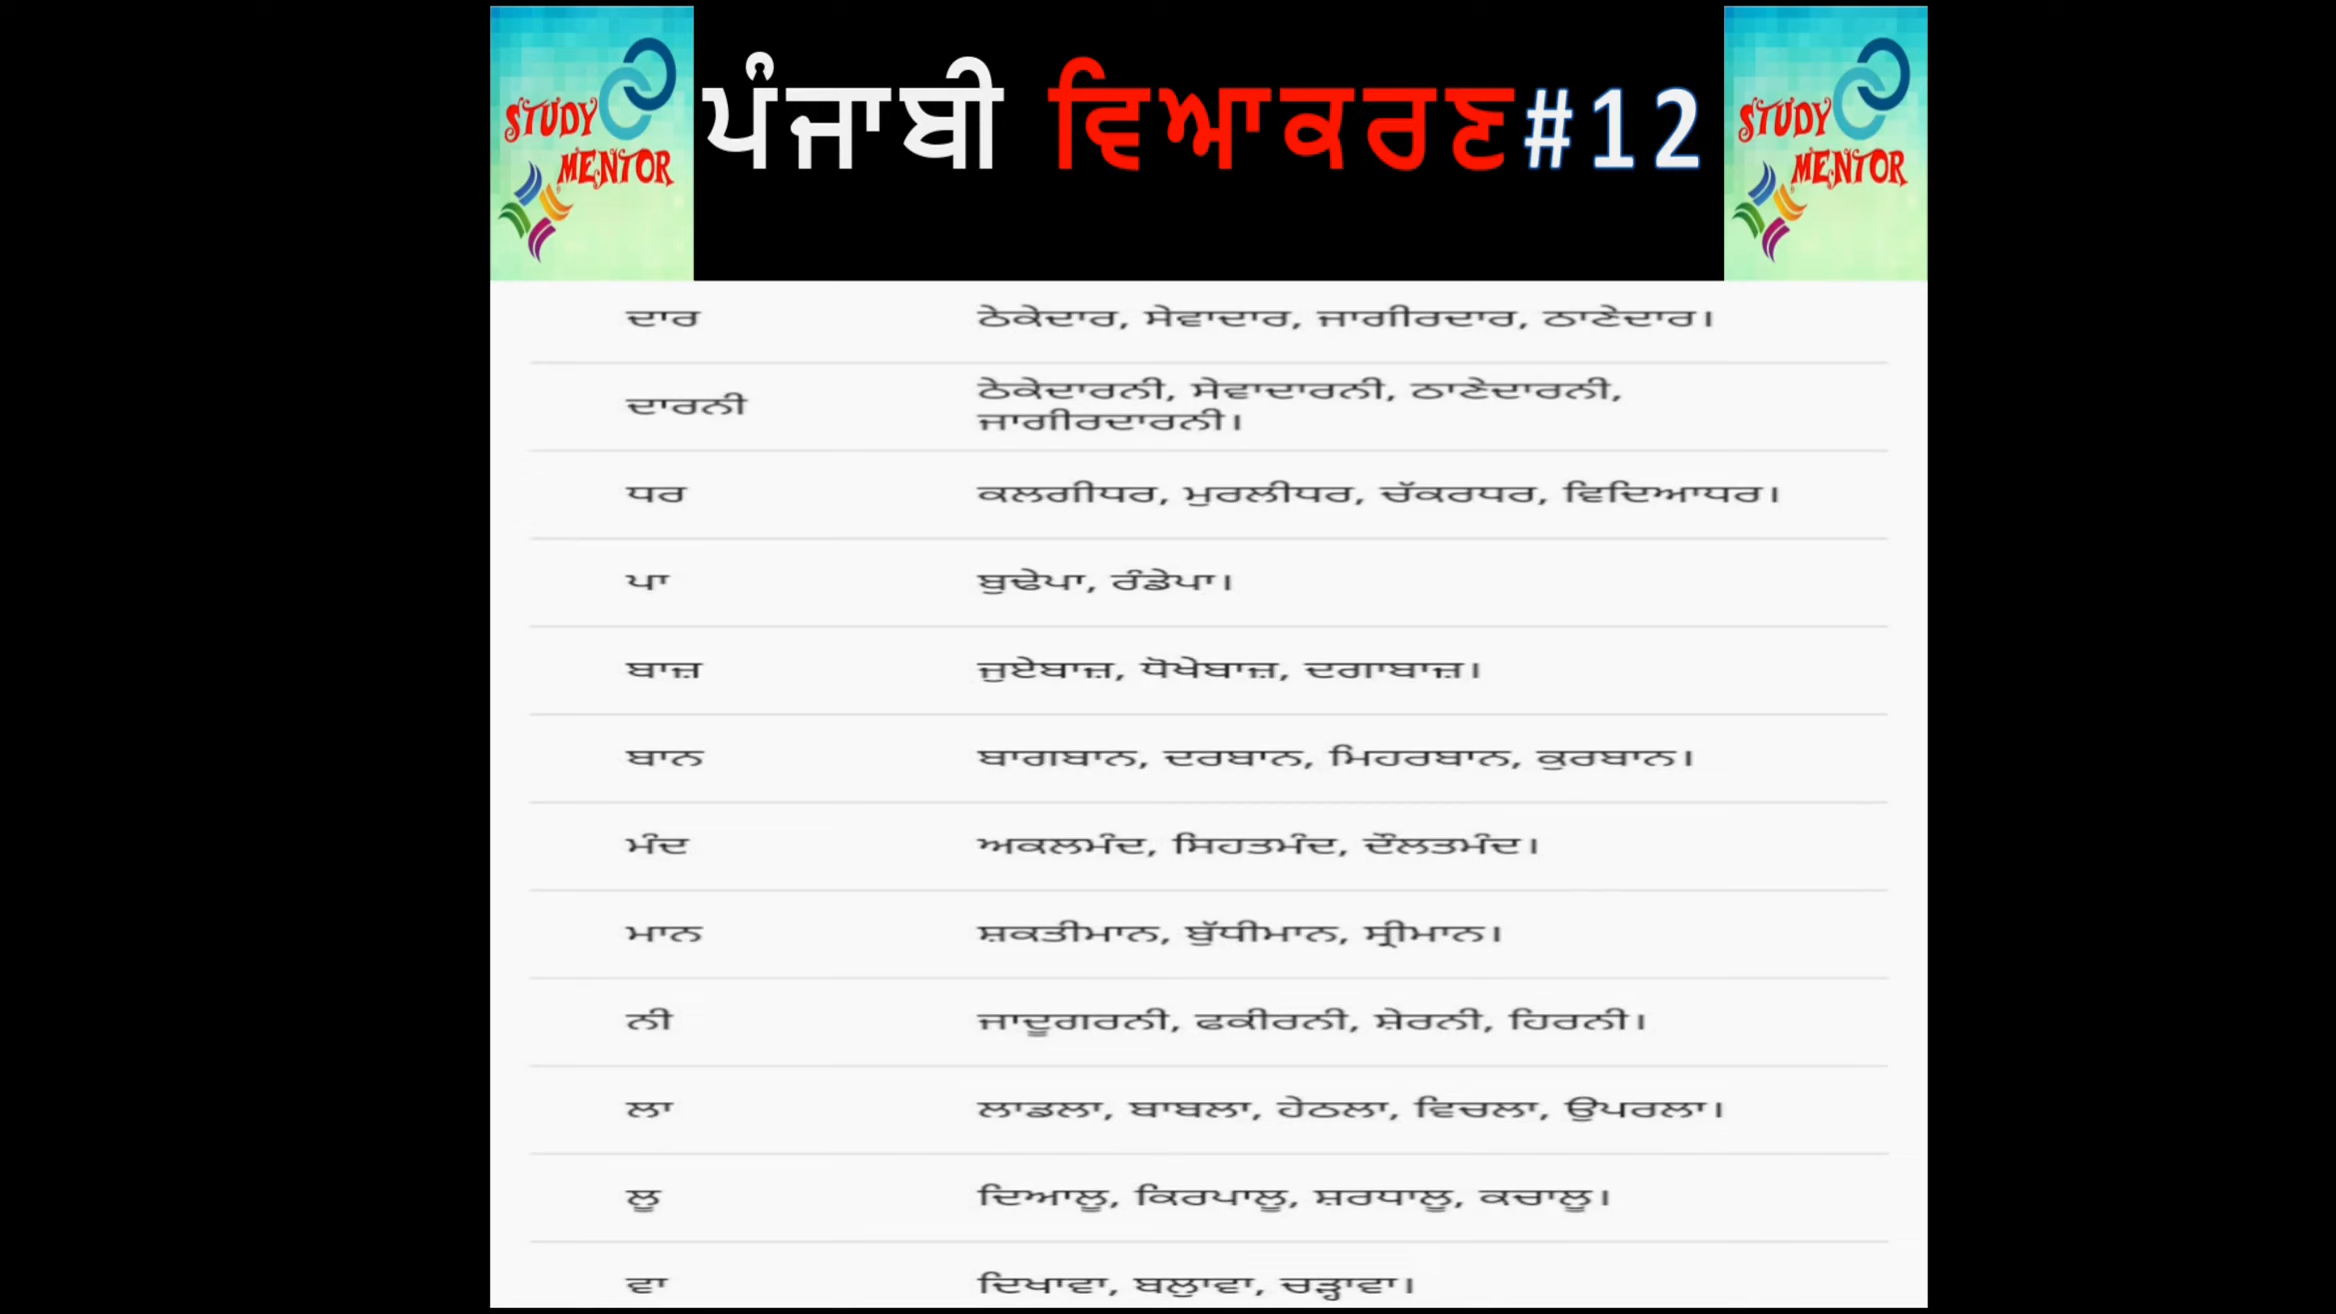 STUDY
MENTOR
ਪੰਜਾਬੀ ਵਿਆਕਰਣ#12
STUDY
MENTOR
ਦਾਰ ਠੇਕੇਦਾਰ, ਸੇਵਾਦਾਰ, ਜਾਗੀਰਦਾਰ, ਠਾਣੇਦਾਰ।
ਦਾਰਨੀ ਠੇਕੇਦਾਰਨੀ, ਸੇਵਾਦਾਰਨੀ, ਠਾਣੇਦਾਰਨੀ,
ਜਾਗੀਰਦਾਰਨੀ।
ਧਰ ਕਲਗੀਧਰ, ਮੁਰਲੀਧਰ, ਚੱਕਰਧਰ, ਵਿਦਿਆਧਰ।
ਪਾ ਬੁਢੇਪਾ, ਰੰਡੇਪਾ।
ਬਾਜ਼ ਜੁਏਬਾਜ਼, ਧੋਖੇਬਾਜ਼, ਦਗਾਬਾਜ਼।
ਬਾਨ ਬਾਗਬਾਨ, ਦਰਬਾਨ, ਮਿਹਰਬਾਨ, ਕੁਰਬਾਨ।
ਮੰਦ ਅਕਲਮੰਦ, ਸਿਹਤਮੰਦ, ਦੌਲਤਮੰਦ।
ਮਾਨ ਸ਼ਕਤੀਮਾਨ, ਬੁੱਧੀਮਾਨ, ਸ੍ਰੀਮਾਨ।
ਨੀ ਜਾਦੂਗਰਨੀ, ਫਕੀਰਨੀ, ਸ਼ੇਰਨੀ, ਹਿਰਨੀ।
ਲਾ ਲਾਡਲਾ, ਬਾਬਲਾ, ਹੇਠਲਾ, ਵਿਚਲਾ, ਉਪਰਲਾ।
ਲੂ ਦਿਆਲੂ, ਕਿਰਪਾਲੂ, ਸ਼ਰਧਾਲੂ, ਕਚਾਲੂ।
ਵਾ ਦਿਖਾਵਾ, ਬਲੁਾਵਾ, ਚੜ੍ਹਾਵਾ।